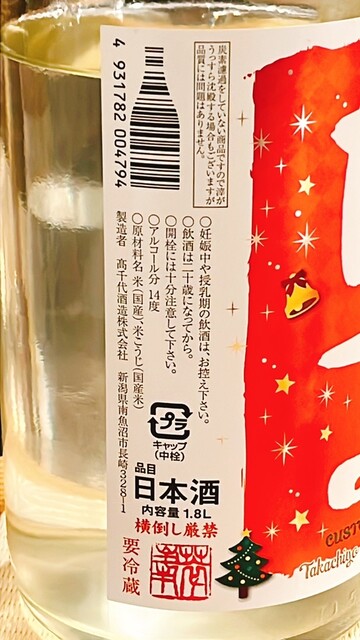 4 931782 004794
炭素濾過をしていない商品ですので滓が
うっすら沈殿する場合もございますが
品質には問題はありません。
○妊娠中や授乳期の飲酒は、お控え下さい。
○飲酒は二十歳になってから。
○開栓には十分注意して下さい。
○アルコール分 14度
○原材料名 米(国産)、米こうじ(国産米)
製造者 髙千代酒造株式会社 新潟県南魚沼市長崎328-1
プラ
キャップ
(中栓)
品目
日本酒
内容量 1.8L
横倒し厳禁
要冷蔵
CUST
Takachiyo